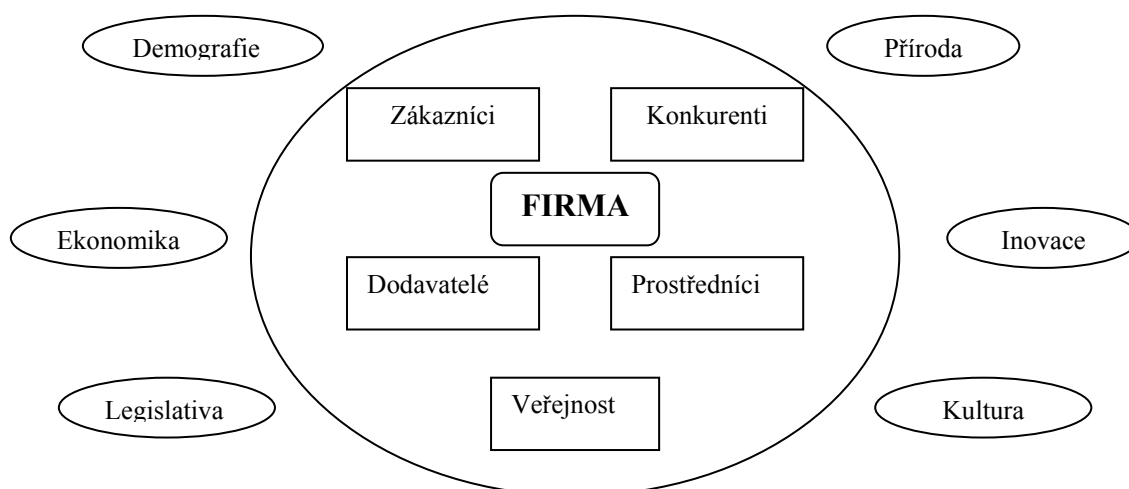 Demografie
Příroda
Zákazníci
Konkurenti
FIRMA
Ekonomika
Inovace
Dodavatelé
Prostředníci
Legislativa
Veřejnost
Kultura